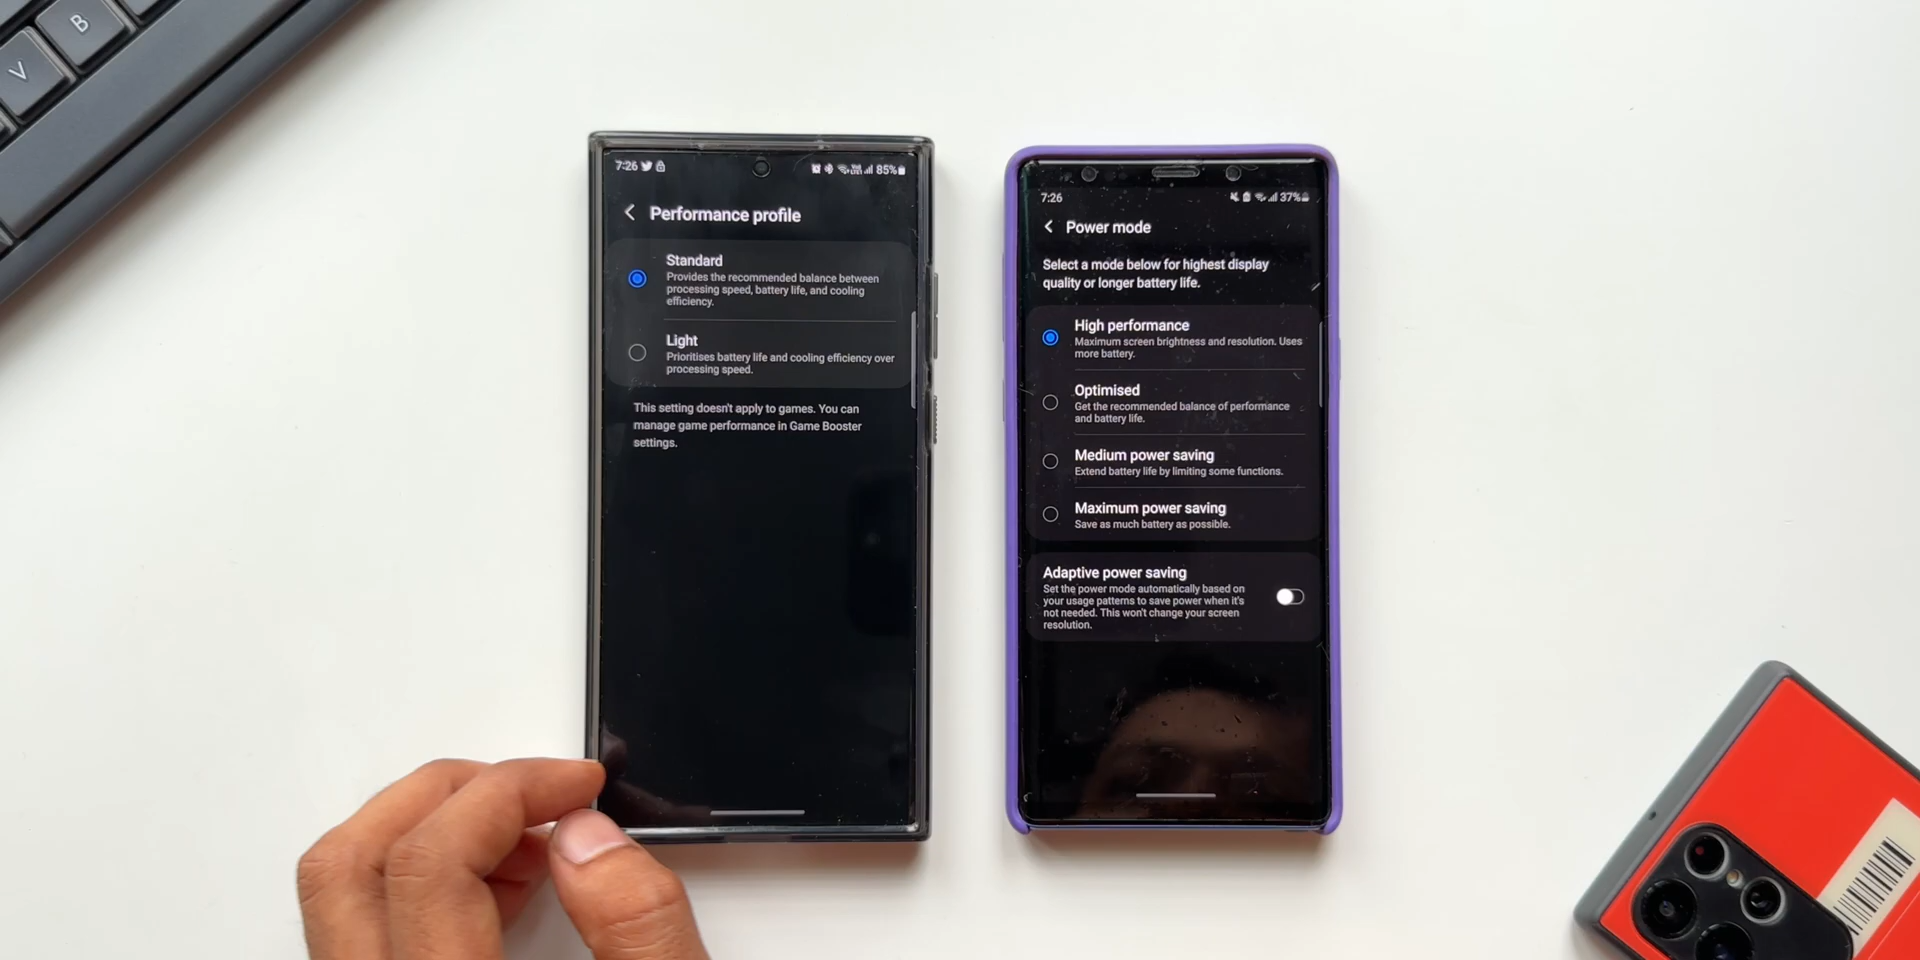 B
V
7:26
85%
Performance profile
Standard
Provides the recommended balance between
processing speed, battery life, and cooling
efficiency.
Light
Prioritises battery life and cooling efficiency over
processing speed.
This setting doesn't apply to games. You can
manage game performance in Game Booster
settings.
7:26
37%
Power mode
Select a mode below for highest display
quality or longer battery life.
High performance
Maximum screen brightness and resolution. Uses
more battery.
Optimised
Get the recommended balance of performance
and battery life.
Medium power saving
Extend battery life by limiting some functions.
Maximum power saving
Save as much battery as possible.
Adaptive power saving
Set the power mode automatically based on
your usage patterns to save power when it's
not needed. This won't change your screen
resolution.